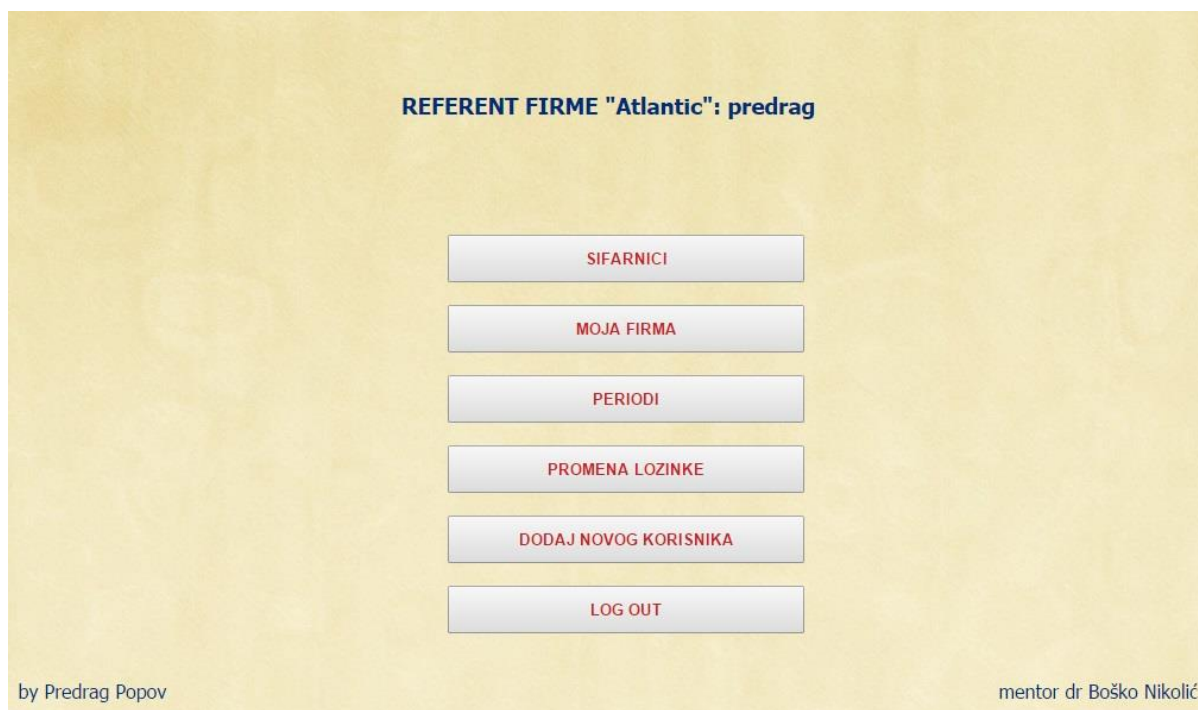 REFERENT FIRME "Atlantic": predrag
SIFARNICI
MOJA FIRMA
PERIODI
PROMENA LOZINKE
DODAJ NOVOG KORISNIKA
LOG OUT
by Predrag Popov
mentor dr Boško Nikolić